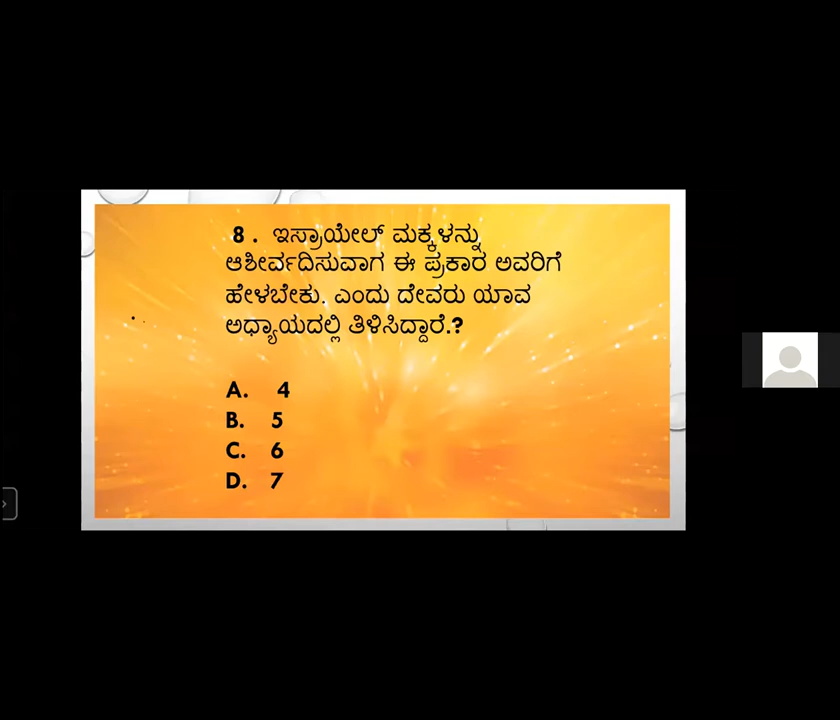 8 . ಇಸ್ರಾಯೇಲ್ ಮಕ್ಕಳನ್ನು
ಆಶೀರ್ವದಿಸುವಾಗ ಈ ಪ್ರಕಾರ ಅವರಿಗೆ
ಹೇಳಬೇಕು. ಎಂದು ದೇವರು ಯಾವ
ಅಧ್ಯಾಯದಲ್ಲಿ ತಿಳಿಸಿದ್ದಾರೆ.?
A. 4
B. 5
C. 6
D. 7